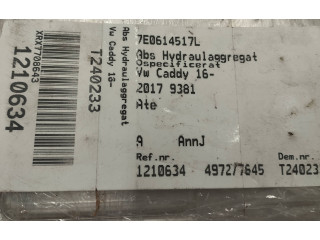 7E0614517L
Abs Hydraulaggregat
Ospecificerat
Vw Caddy 16-
2017 9381
Ate
A AnnJ
Ref.nr. Dem.nr.
1210634 4972/7645 T24023
Abs Hydraulaggregat
Vw Caddy 16-
T240233
XRX7708643
1210634